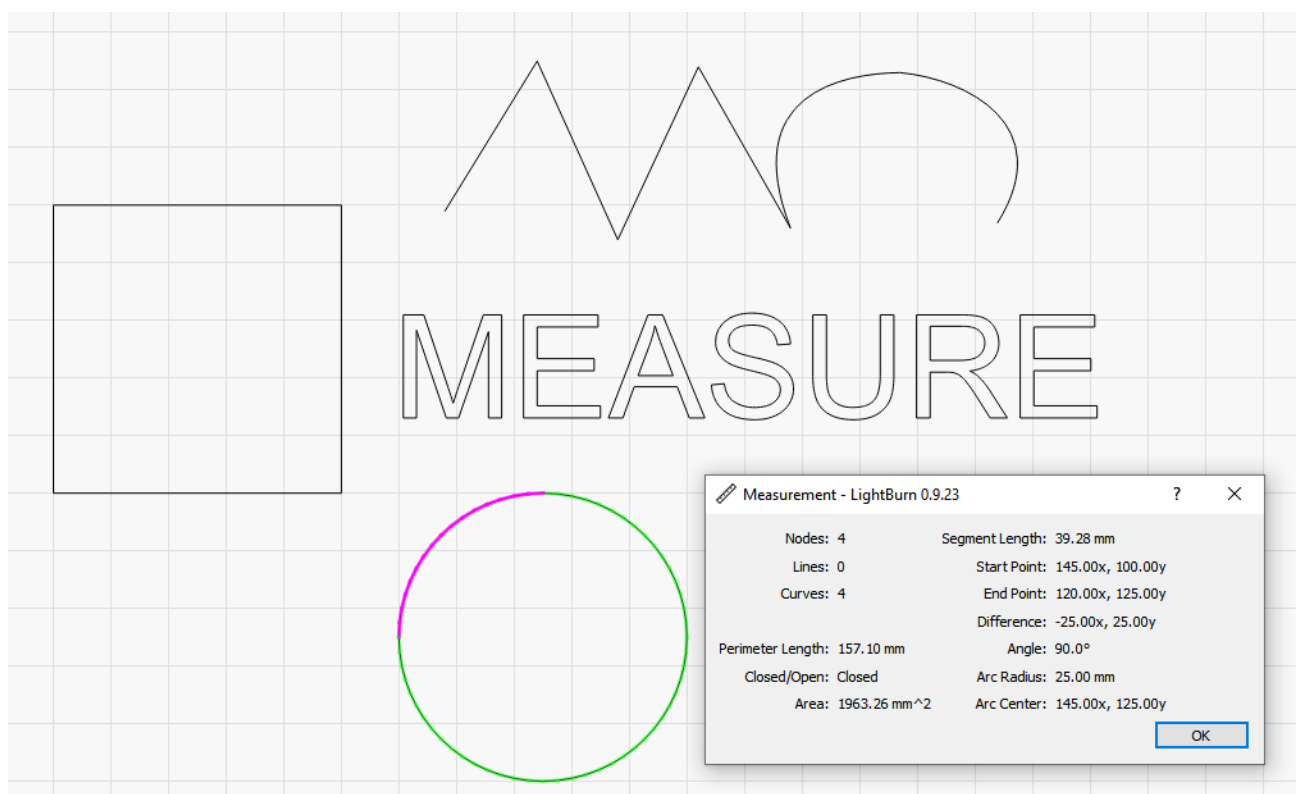 MEASURE
Measurement - LightBurn 0.9.23 ?
Nodes: 4 Segment Length: 39.28 mm
Lines: 0 Start Point: 145.00x, 100.00y
Curves: 4 End Point: 120.00x, 125.00y
Difference: -25.00x, 25.00y
Perimeter Length: 157.10 mm Angle: 90.0°
Closed/Open: Closed Arc Radius: 25.00 mm
Area: 1963.26 mm^2 Arc Center: 145.00x, 125.00y
OK